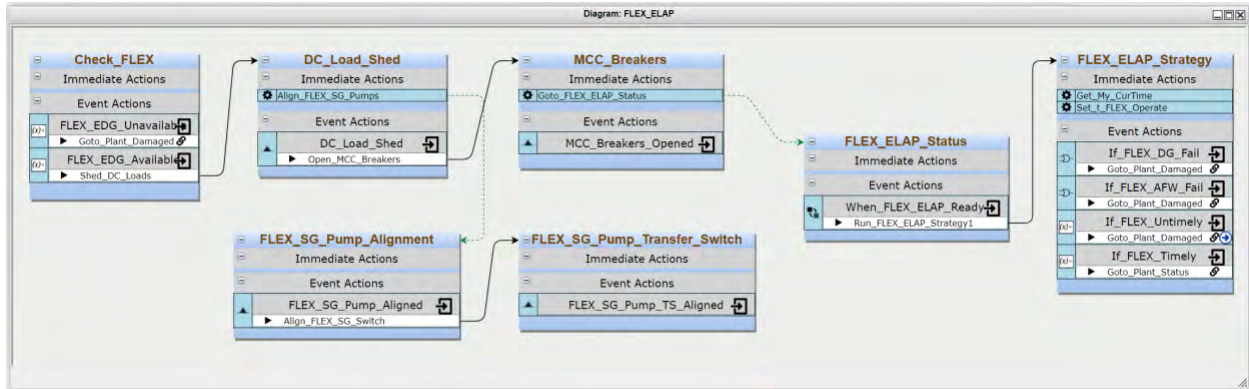 Diagram: FLEX_ELAP
Check_FLEX
Immediate Actions
Event Actions
FLEX_EDG_Unavailab
Goto_Plant_Damaged
FLEX_EDG_Available
Shed_DC_Loads
DC_Load_Shed
Immediate Actions
Align_FLEX_SG_Pumps
Event Actions
DC_Load_Shed
Open_MCC_Breakers
MCC_Breakers
Immediate Actions
Goto_FLEX_ELAP_Status
Event Actions
MCC_Breakers_Opened
FLEX_ELAP_Status
Immediate Actions
Event Actions
When_FLEX_ELAP_Ready
Run_FLEX_ELAP_Strategy1
FLEX_ELAP_Strategy
Immediate Actions
Get_My_CurTime
Set_t_FLEX_Operate
Event Actions
If_FLEX_DG_Fail
Goto_Plant_Damaged
If_FLEX_AFW_Fail
Goto_Plant_Damaged
(x)=
If_FLEX_Untimely
Goto_Plant_Damaged
If_FLEX_Timely
Goto_Plant_Status
FLEX_SG_Pump_Alignment
Immediate Actions
Event Actions
FLEX_SG_Pump_Aligned
Align_FLEX_SG_Switch
FLEX_SG_Pump_Transfer_Switch
Immediate Actions
Event Actions
FLEX_SG_Pump_TS_Aligned